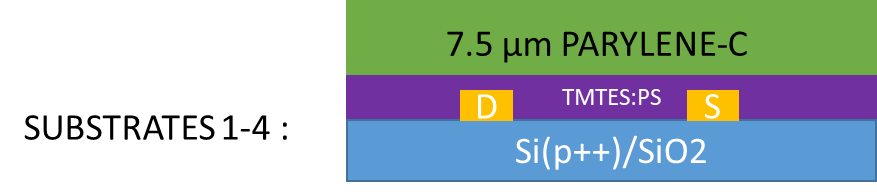 7.5 µm PARYLENE-C
D TMTES:PS S
SUBSTRATES 1-4 :
Si(p++)/SiO2